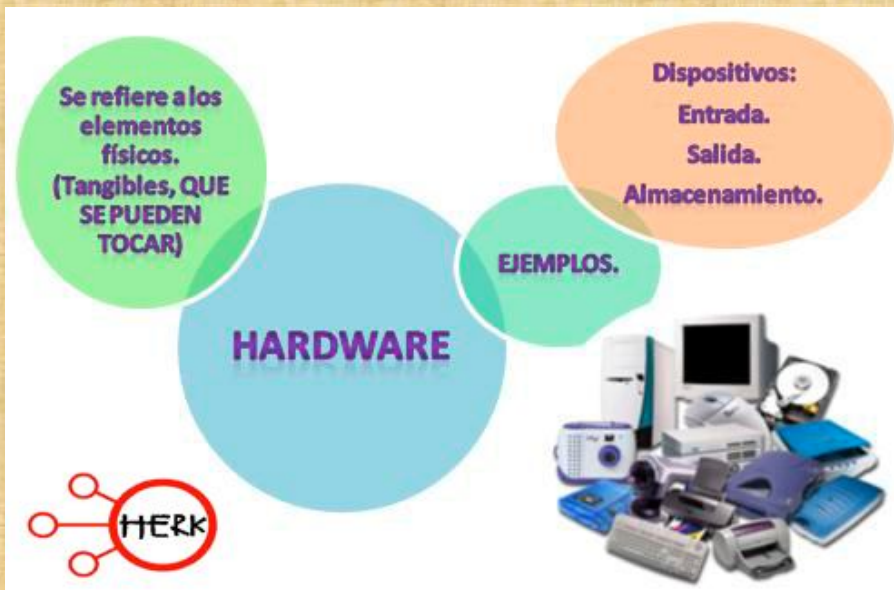 Se refiere a los
elementos
físicos.
(Tangibles, QUE
SE PUEDEN
TOCAR)
HARDWARE
EJEMPLOS.
Dispositivos:
Entrada.
Salida.
Almacenamiento.
HERK